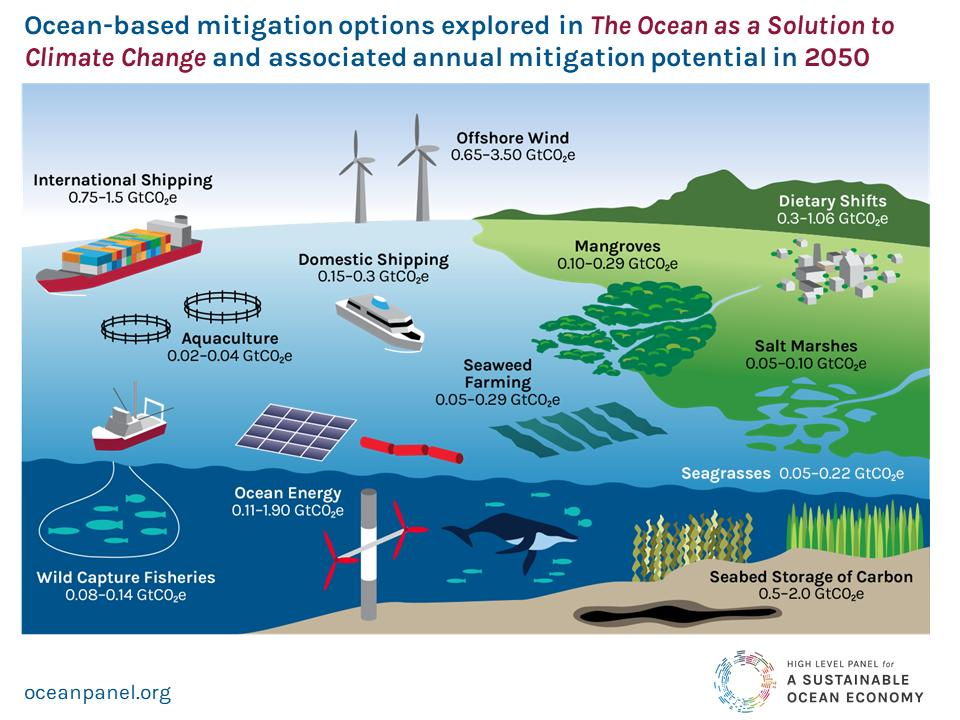 Ocean-based mitigation options explored in The Ocean as a Solution to
Climate Change and associated annual mitigation potential in 2050
Offshore Wind
0.65–3.50 GtCO₂e
International Shipping
0.75–1.5 GtCO₂e
Dietary Shifts
0.3–1.06 GtCO₂e
Mangroves
0.10–0.29 GtCO₂e
Domestic Shipping
0.15–0.3 GtCO₂e
Aquaculture
0.02–0.04 GtCO₂e
Salt Marshes
0.05–0.10 GtCO₂e
Seaweed
Farming
0.05–0.29 GtCO₂e
Seagrasses 0.05–0.22 GtCO₂e
Ocean Energy
0.11–1.90 GtCO₂e
Wild Capture Fisheries
0.08–0.14 GtCO₂e
Seabed Storage of Carbon
0.5–2.0 GtCO₂e
oceanpanel.org
HIGH LEVEL PANEL for
A SUSTAINABLE
OCEAN ECONOMY